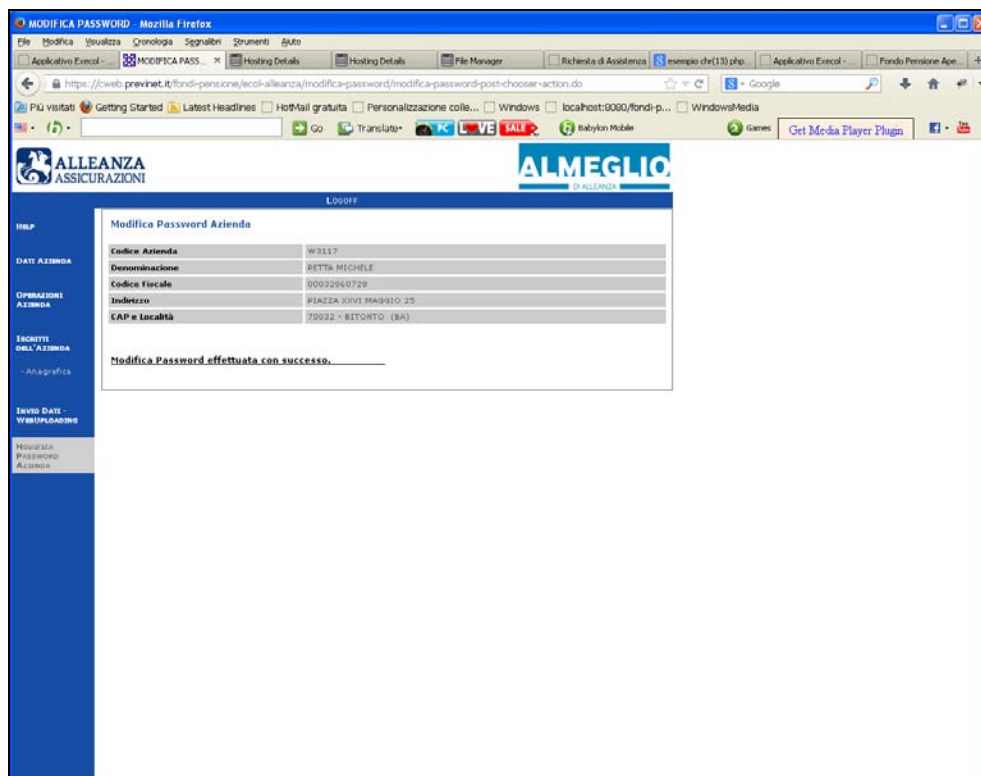 MODIFICA PASSWORD - Mozilla Firefox
File Modifica Visualizza Cronologia Segnalibri Strumenti Aiuto
Applicativo Execol - ... MODIFICA PASS... × Hosting Details Hosting Details File Manager Richiesta di Assistenza esempio chr(13) php... Applicativo Execol - ... Fondo Pensione Ape... +
https://cweb.previnet.it/fondi-pensione/ecol-alleanza/modifica-password/modifica-password-post-chooser-action.do Google
Più visitati Getting Started Latest Headlines HotMail gratuita Personalizzazione colle... Windows localhost:8080/fondi-p... WindowsMedia
Go Translate PC LOVE SALE Babylon Mobile Games Get Media Player Plugin
ALLEANZA
ASSICURAZIONI
ALMEGLIO
DI ALLEANZA
LOGOFF
HELP
DATI AZIENDA
OPERAZIONI
AZIENDA
ISCRITTI
DELL'AZIENDA
- Anagrafica
INVIO DATI -
WEBUPLOADING
MODIFICA
PASSWORD
AZIENDA
Modifica Password Azienda
Codice Azienda W3117
Denominazione PETTA MICHELE
Codice Fiscale
Indirizzo PIAZZA XXVI MAGGIO 25
CAP e Località 70032 - BITONTO (BA)
Modifica Password effettuata con successo.